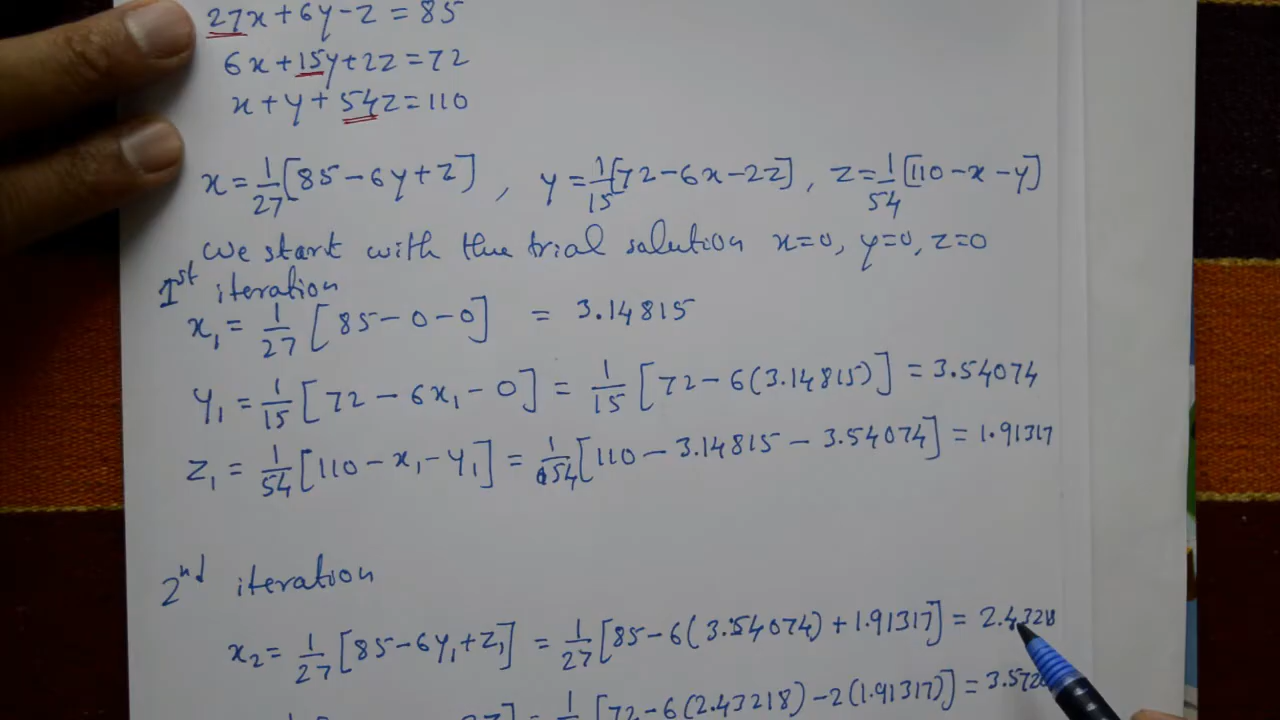 27x+6y-z=85
6x+15y+2z=72
x+y+54z=110
x=1/27[85-6y+z], y=1/15[72-6x-2z], z=1/54[110-x-y]
We start with the trial solution x=0, y=0, z=0
1st iteration
x₁=1/27[85-0-0] = 3.14815
y₁=1/15[72-6x₁-0]=1/15[72-6(3.14815)]=3.54074
z₁=1/54[110-x₁-y₁]=1/54[110-3.14815-3.54074]=1.91317
2nd iteration
x₂=1/27[85-6y₁+z₁]=1/27[85-6(3.54074)+1.91317]=2.43218
[72-6(2.43218)-2(1.91317)]=3.572